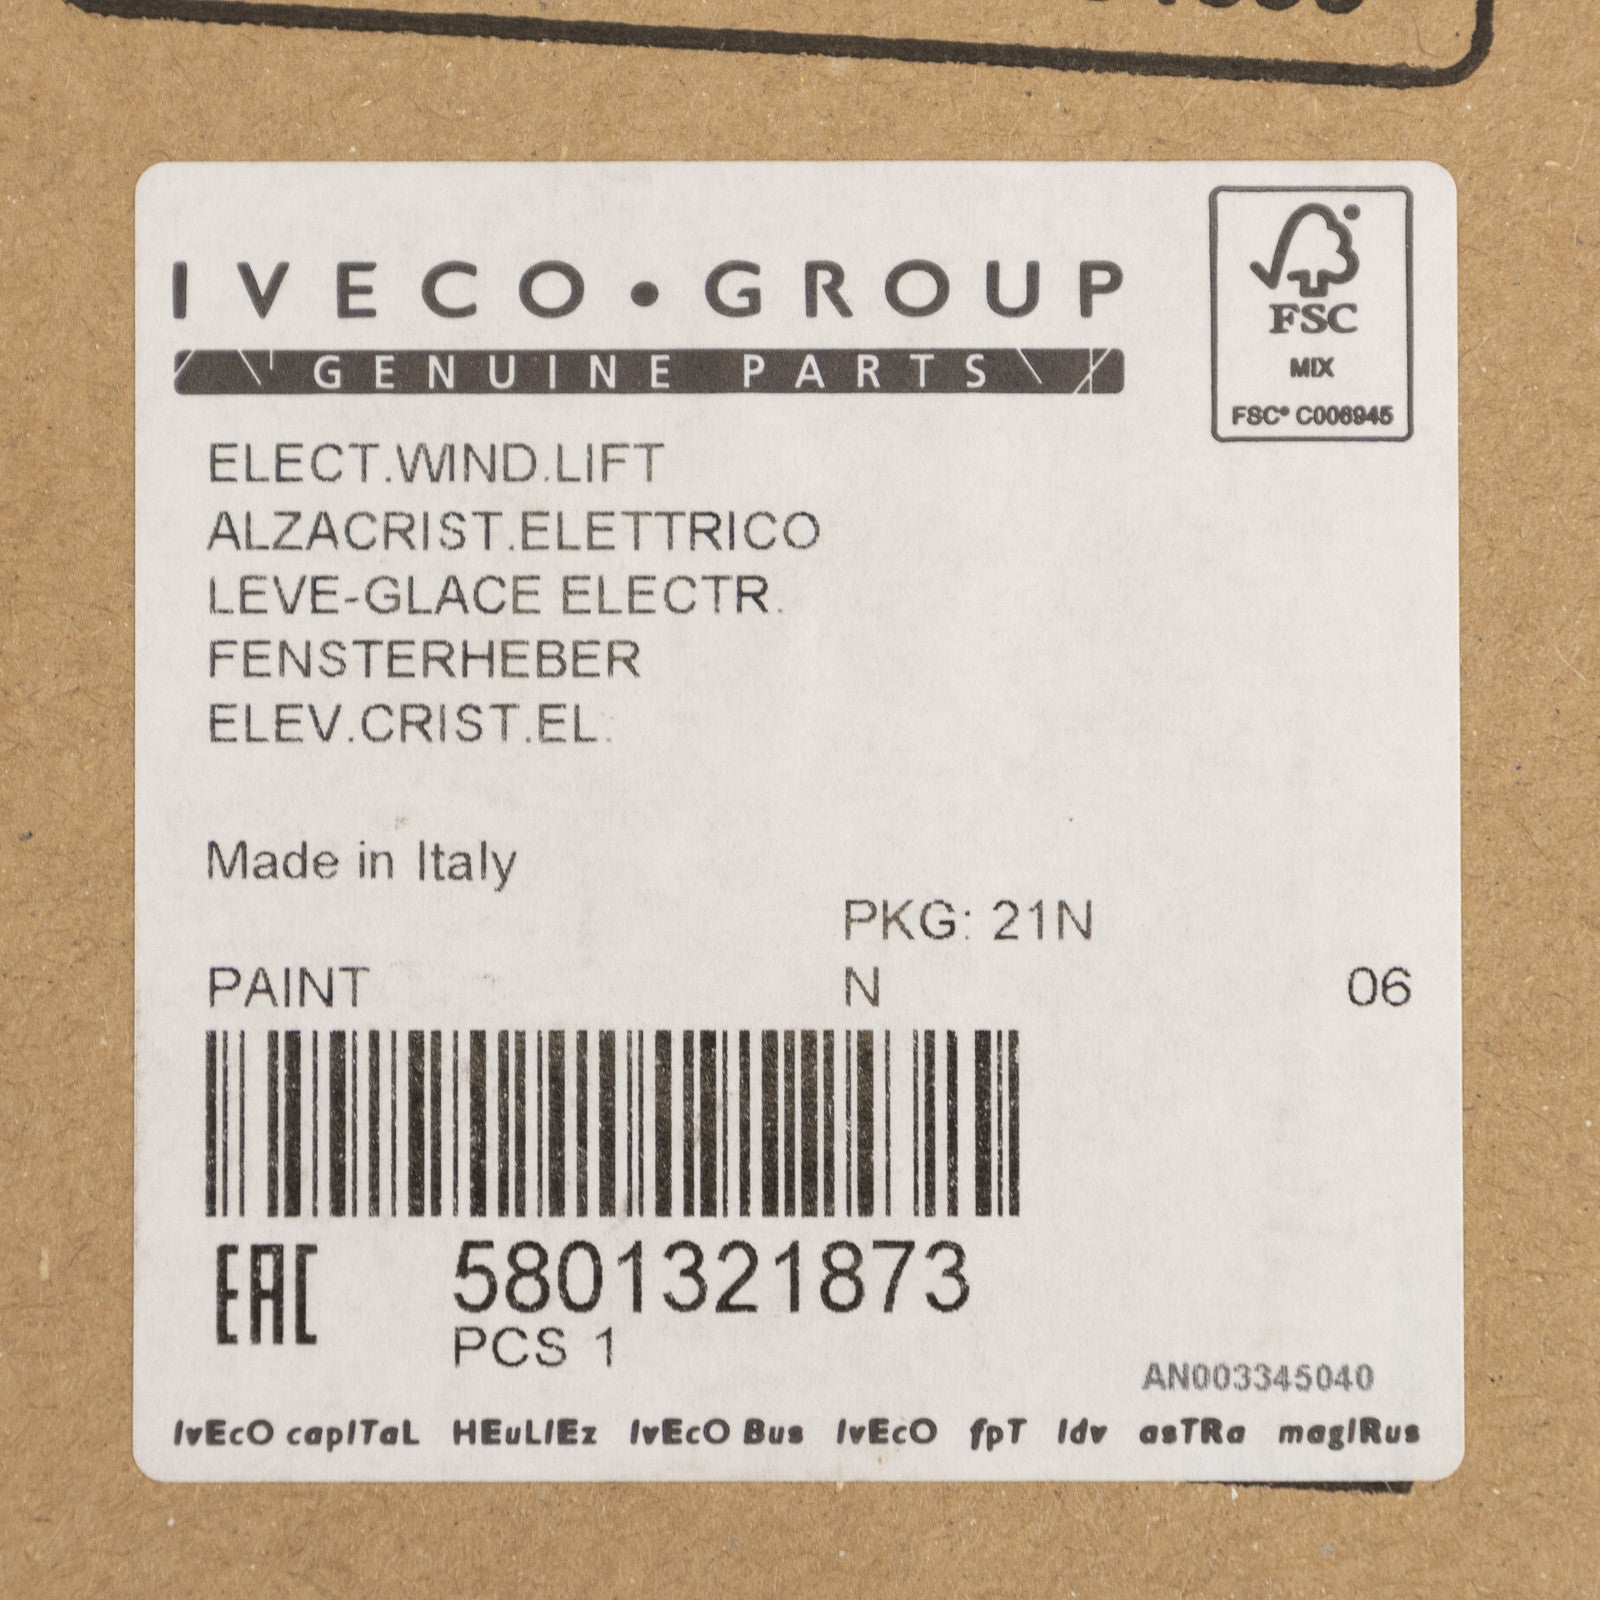 IVECO•GROUP
GENUINE PARTS
FSC
MIX
FSC® C006945
ELECT.WIND.LIFT
ALZACRIST.ELETTRICO
LEVE-GLACE ELECTR.
FENSTERHEBER
ELEV.CRIST.EL.
Made in Italy
PKG: 21N
PAINT N 06
EAC 5801321873
PCS 1
AN003345040
IvEcO capITaL HEuLIEz IvEcO Bus IvEcO fpT Idv asTRa magIRus